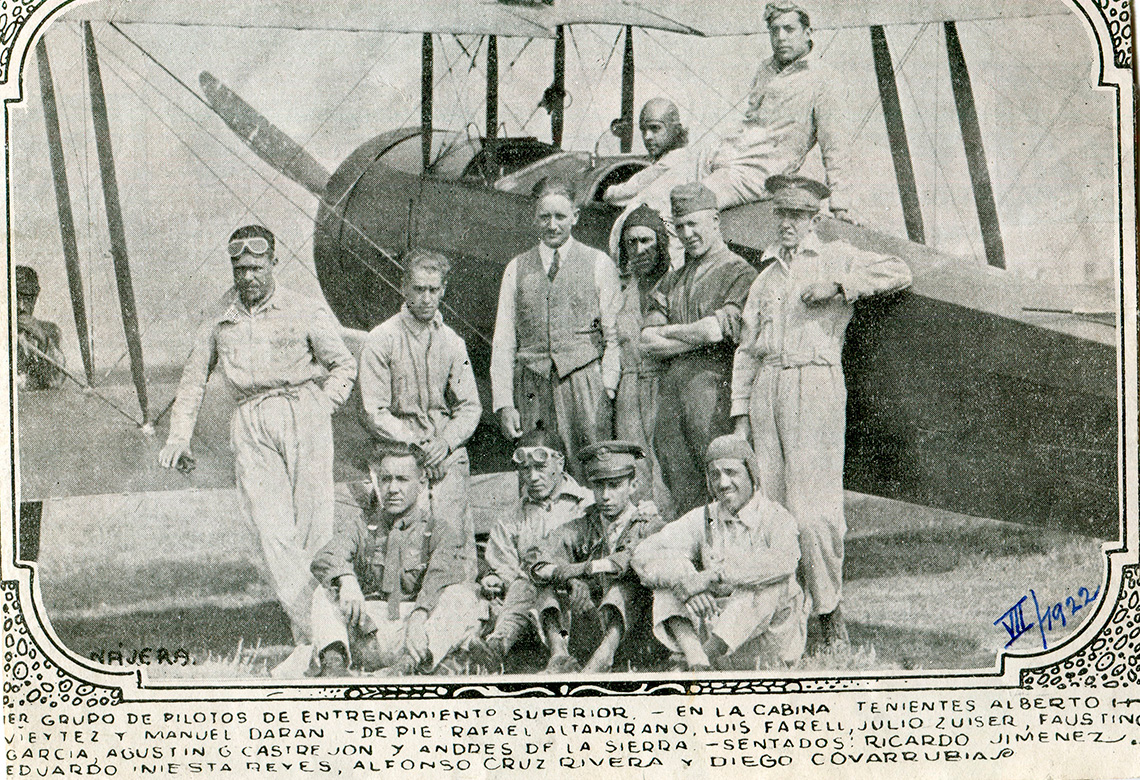 VII/1922
NÁJERA.
1ER GRUPO DE PILOTOS DE ENTRENAMIENTO SUPERIOR. - EN LA CABINA TENIENTES ALBERTO H
VIEYTEZ Y MANUEL DARAN - DE PIE RAFAEL ALTAMIRANO, LUIS FARELL, JULIO ZUISER, FAUSTINO
GARCIA, AGUSTIN G CASTREJON Y ANDRES DE LA SIERRA. - SENTADOS: RICARDO JIMENEZ.
EDUARDO INIESTA REYES, ALFONSO CRUZ RIVERA Y DIEGO COVARRUBIAS